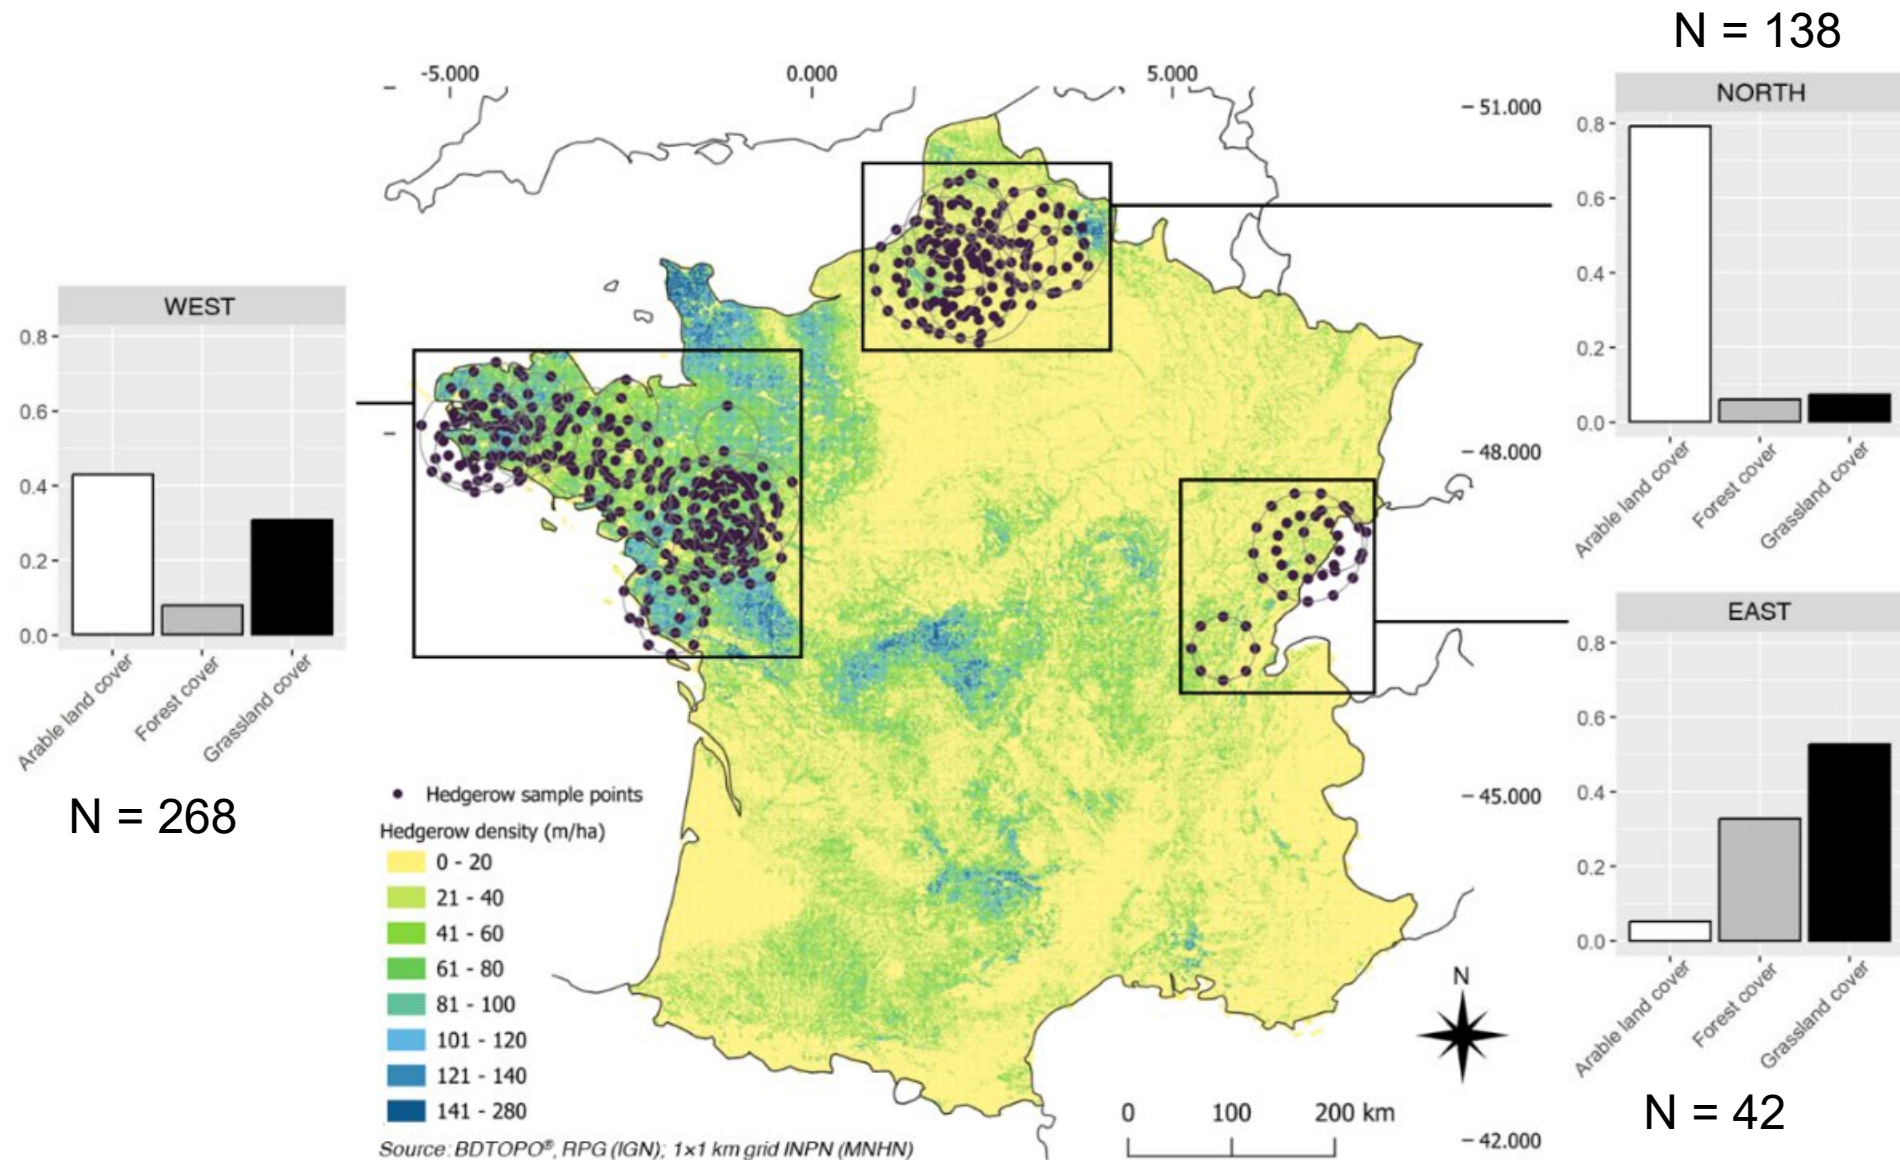 N = 138
-5.000
0.000
5.000
51.000
48.000
45.000
42.000
NORTH
0.8
0.6
0.4
0.2
0.0
Arable land cover
Forest cover
Grassland cover
WEST
0.8
0.6
0.4
0.2
0.0
Arable land cover
Forest cover
Grassland cover
N = 268
EAST
0.8
0.6
0.4
0.2
0.0
Arable land cover
Forest cover
Grassland cover
N = 42
Hedgerow sample points
Hedgerow density (m/ha)
0 - 20
21 - 40
41 - 60
61 - 80
81 - 100
101 - 120
121 - 140
141 - 280
N
0 100 200 km
Source: BDTOPO®, RPG (IGN); 1×1 km grid INPN (MNHN)